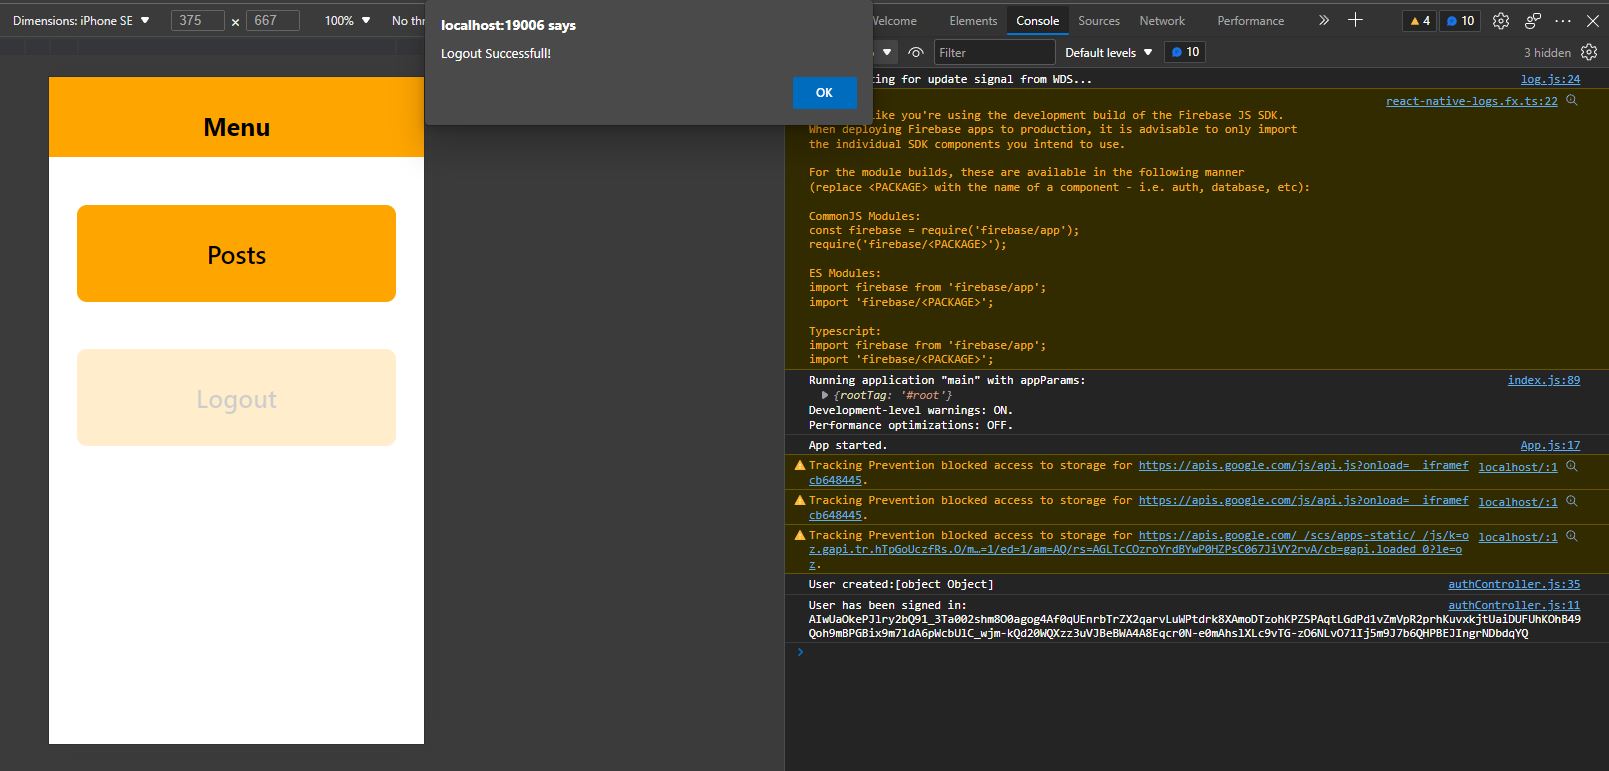 Dimensions: iPhone SE 375 × 667 100% No thr
localhost:19006 says
Logout Successfull!
OK
Menu
Posts
Logout
Welcome Elements Console Sources Network Performance 4 10
Filter Default levels 10 3 hidden
ting for update signal from WDS... log.js:24
react-native-logs.fx.ts:22
like you're using the development build of the Firebase JS SDK.
When deploying Firebase apps to production, it is advisable to only import
the individual SDK components you intend to use.
For the module builds, these are available in the following manner
(replace <PACKAGE> with the name of a component - i.e. auth, database, etc):
CommonJS Modules:
const firebase = require('firebase/app');
require('firebase/<PACKAGE>');
ES Modules:
import firebase from 'firebase/app';
import 'firebase/<PACKAGE>';
Typescript:
import firebase from 'firebase/app';
import 'firebase/<PACKAGE>';
Running application "main" with appParams: index.js:89
{rootTag: '#root'}
Development-level warnings: ON.
Performance optimizations: OFF.
App started. App.js:17
Tracking Prevention blocked access to storage for https://apis.google.com/js/api.js?onload=__iframef localhost/:1
cb648445.
Tracking Prevention blocked access to storage for https://apis.google.com/js/api.js?onload=__iframef localhost/:1
cb648445.
Tracking Prevention blocked access to storage for https://apis.google.com/_/scs/apps-static/_/js/k=o localhost/:1
z.gapi.tr.hTpGoUczfRs.O/m…=1/ed=1/am=AQ/rs=AGLTcCOzroYrdBYwP0HZPsC067JiVY2rvA/cb=gapi.loaded_0?le=o
z.
User created:[object Object] authController.js:35
User has been signed in: authController.js:11
AIwUaOkePJlry2bQ91_3Ta002shm8O0agog4Af0qUEnrbTrZX2qarvLuWPtdrk8XAmoDTzohKPZSPAqtLGdPd1vZmVpR2prhKuvxkjtUaiDUFUhKOhB49
Qoh9mBPGBix9m7ldA6pWcbUlC_wjm-kQd20WQXzz3uVJBeBWA4A8Eqcr0N-e0mAhslXLc9vTG-zO6NLvO71Ij5m9J7b6QHPBEJIngrNDbdqYQ